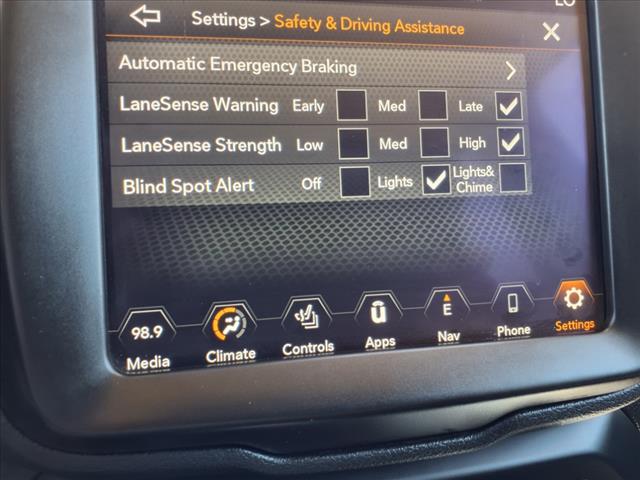 LO
Settings > Safety & Driving Assistance
Automatic Emergency Braking
LaneSense Warning Early Med Late
LaneSense Strength Low Med High
Blind Spot Alert Off Lights Lights& Chime
98.9 E
Media Climate Controls Apps Nav Phone Settings